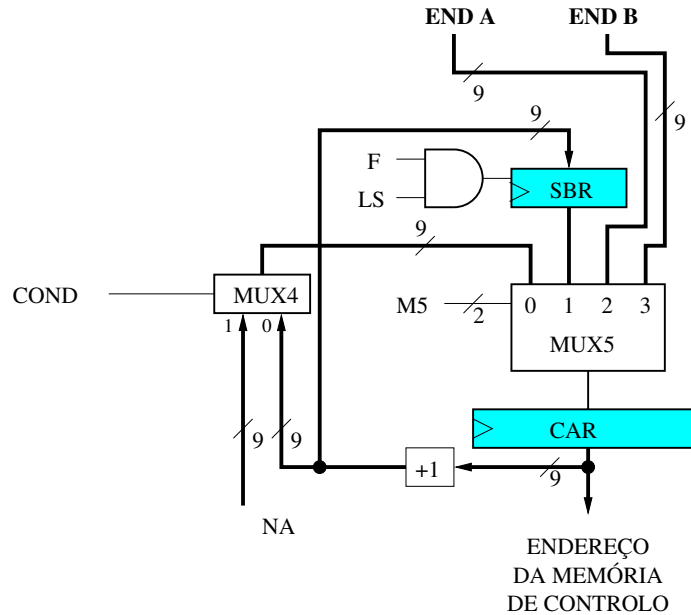 END A
END B
9
9
9
F
LS
SBR
9
COND
MUX4
1
0
M5
2
0
1
2
3
MUX5
CAR
9
9
+1
9
NA
ENDEREÇO
DA MEMÓRIA
DE CONTROLO